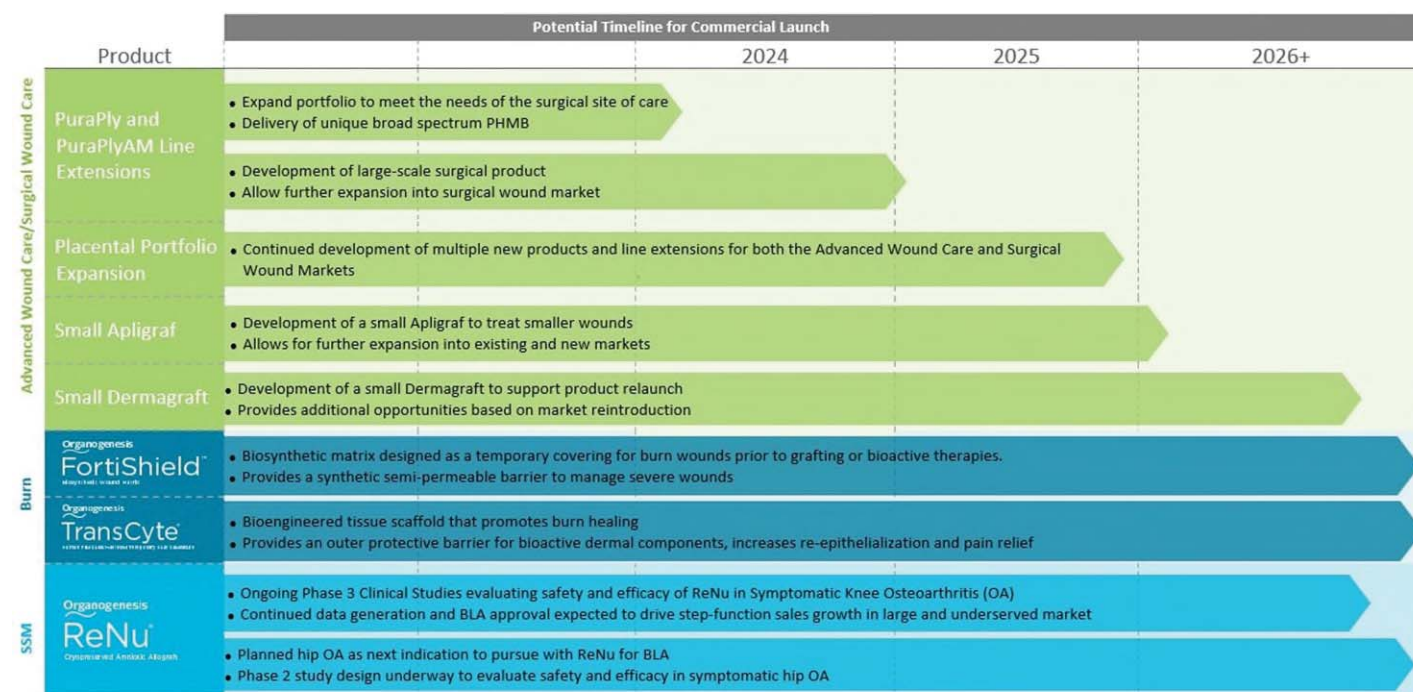 Potential Timeline for Commercial Launch
Product
2024
2025
2026+
Advanced Wound Care/Surgical Wound Care
PuraPly and
PuraPlyAM Line
Extensions
• Expand portfolio to meet the needs of the surgical site of care
• Delivery of unique broad spectrum PHMB
• Development of large-scale surgical product
• Allow further expansion into surgical wound market
Placental Portfolio
Expansion
• Continued development of multiple new products and line extensions for both the Advanced Wound Care and Surgical
Wound Markets
Small Apligraf
• Development of a small Apligraf to treat smaller wounds
• Allows for further expansion into existing and new markets
Small Dermagraft
• Development of a small Dermagraft to support product relaunch
• Provides additional opportunities based on market reintroduction
Burn
Organogenesis
FortiShield™
• Biosynthetic matrix designed as a temporary covering for burn wounds prior to grafting or bioactive therapies.
• Provides a synthetic semi-permeable barrier to manage severe wounds
Organogenesis
TransCyte
• Bioengineered tissue scaffold that promotes burn healing
• Provides an outer protective barrier for bioactive dermal components, increases re-epithelialization and pain relief
SSM
Organogenesis
ReNu
Cryopreserved Amniotic Allograft
• Ongoing Phase 3 Clinical Studies evaluating safety and efficacy of ReNu in Symptomatic Knee Osteoarthritis (OA)
• Continued data generation and BLA approval expected to drive step-function sales growth in large and underserved market
• Planned hip OA as next indication to pursue with ReNu for BLA
• Phase 2 study design underway to evaluate safety and efficacy in symptomatic hip OA